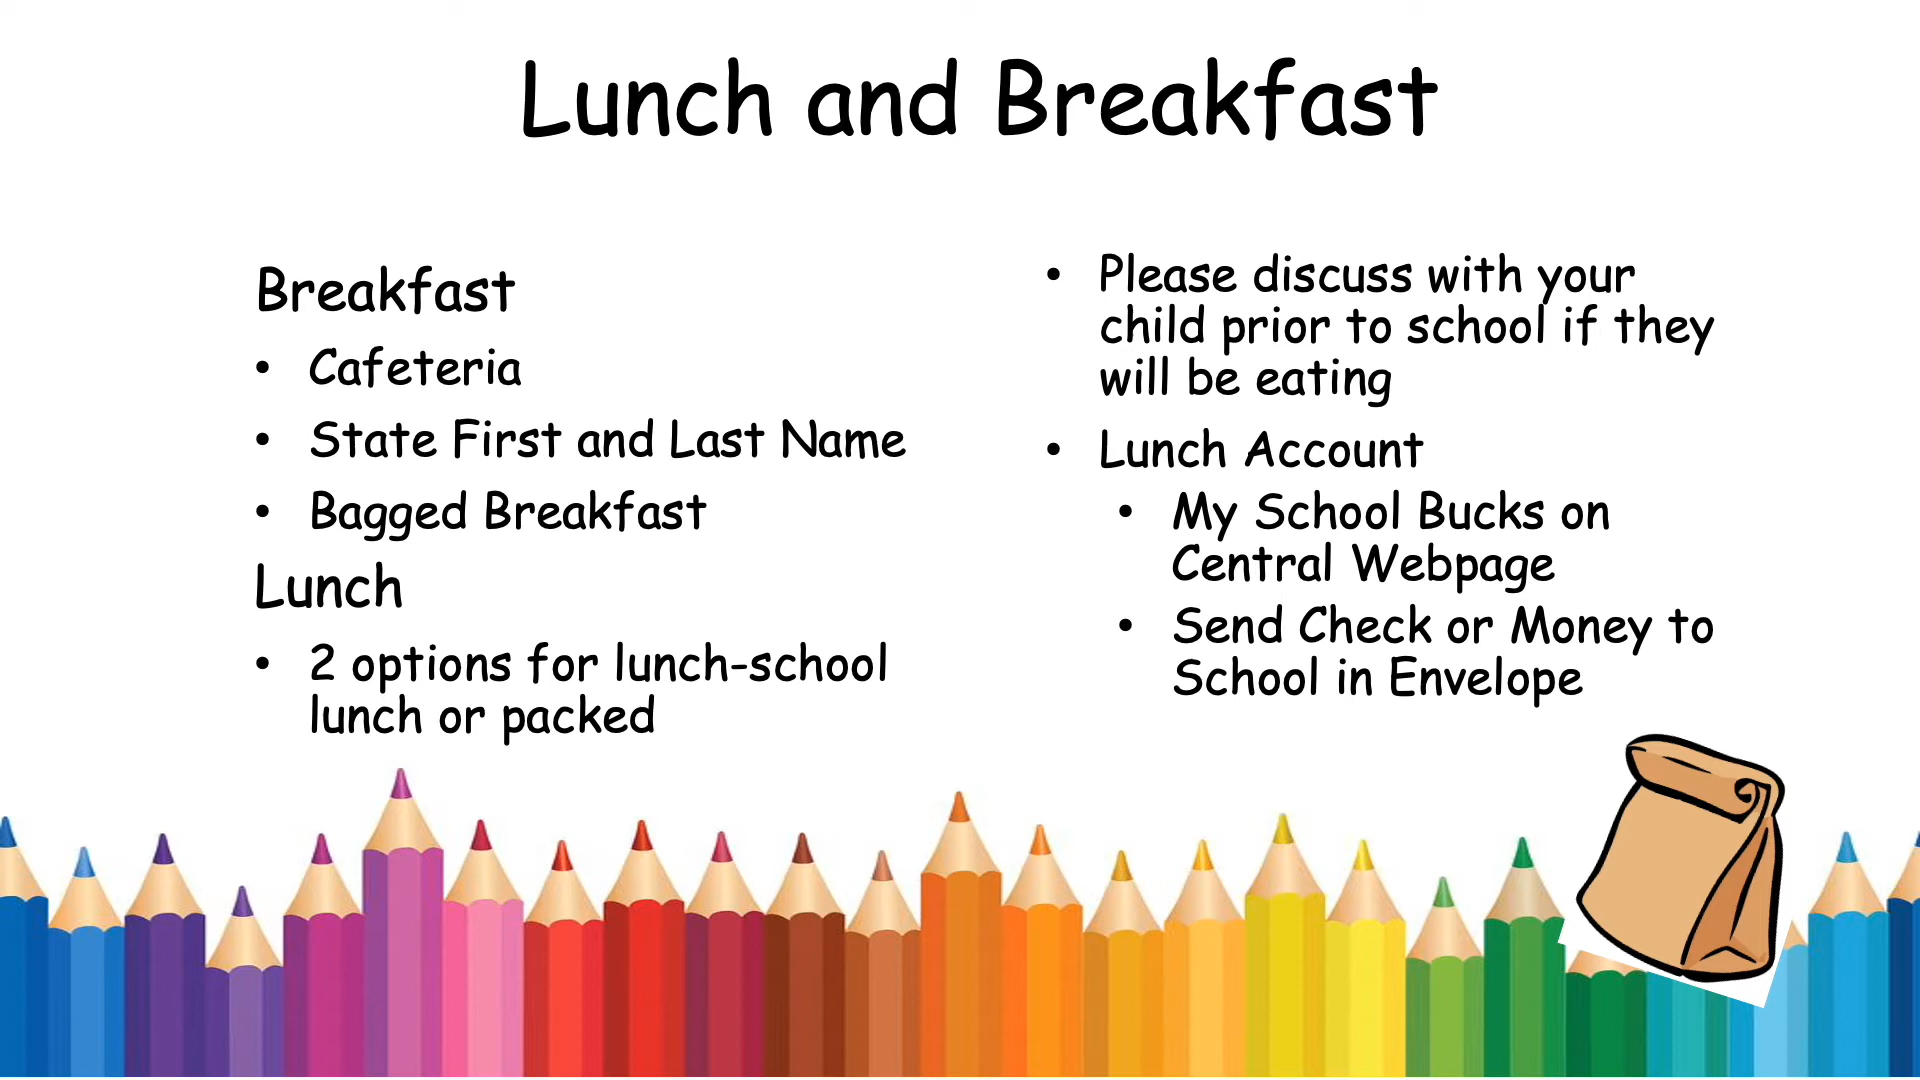 Lunch and Breakfast
Breakfast
• Cafeteria
• State First and Last Name
• Bagged Breakfast
Lunch
• 2 options for lunch-school
lunch or packed
• Please discuss with your
child prior to school if they
will be eating
• Lunch Account
• My School Bucks on
Central Webpage
• Send Check or Money to
School in Envelope